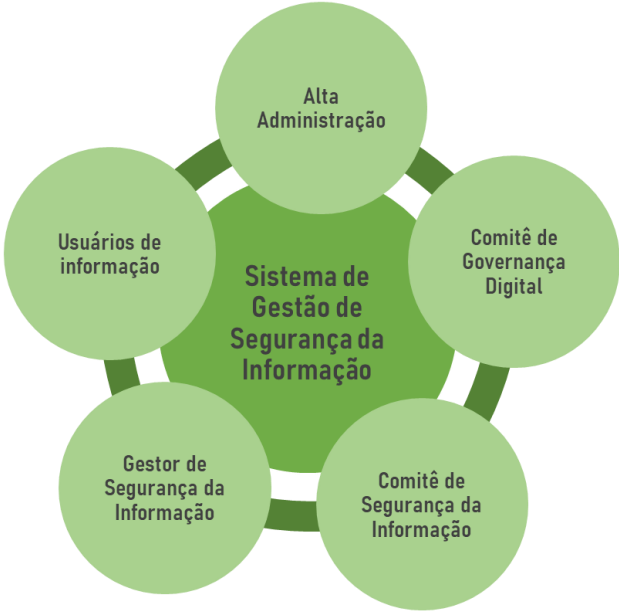 Alta
Administração
Comitê de
Governança
Digital
Comitê de
Segurança da
Informação
Gestor de
Segurança da
Informação
Usuários de
informação
Sistema de
Gestão de
Segurança da
Informação